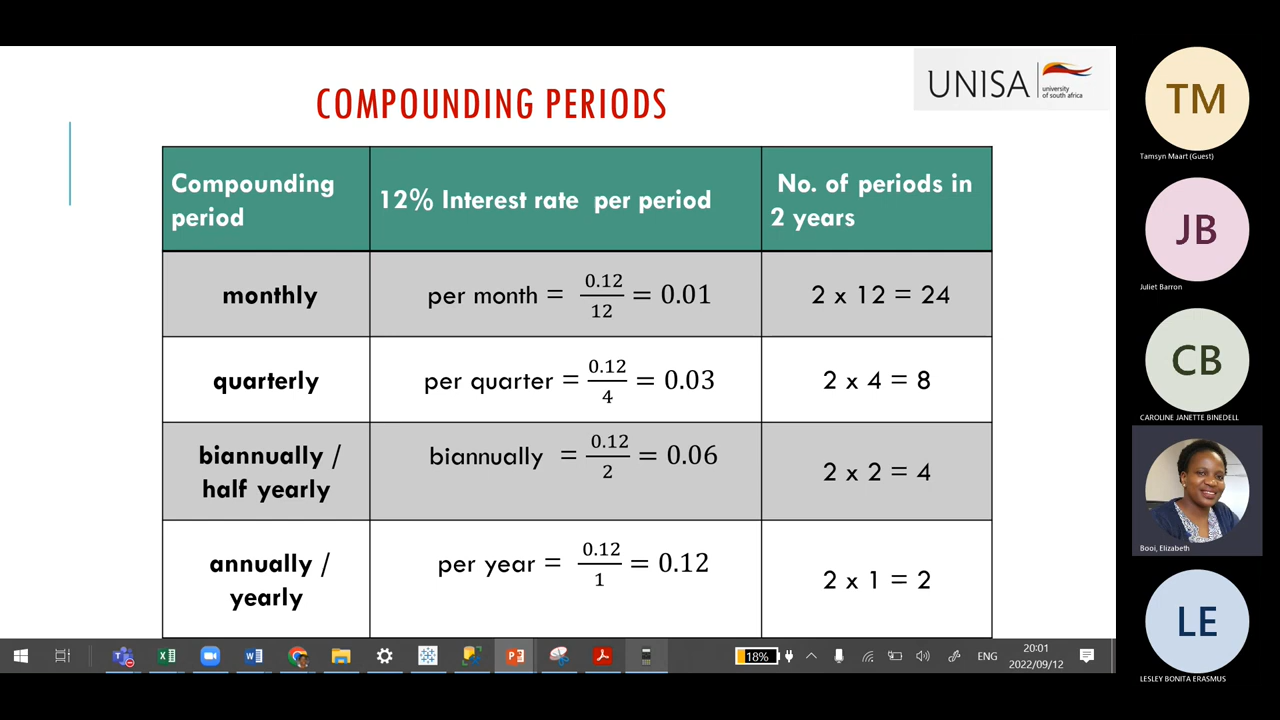 COMPOUNDING PERIODS
UNISA
university
of south africa
Compounding
period
12% Interest rate per period
No. of periods in
2 years
monthly
per month = 0.12/12 = 0.01
2 x 12 = 24
quarterly
per quarter = 0.12/4 = 0.03
2 x 4 = 8
biannually /
half yearly
biannually = 0.12/2 = 0.06
2 x 2 = 4
annually /
yearly
per year = 0.12/1 = 0.12
2 x 1 = 2
18%
ENG
20:01
2022/09/12
TM
Tamsyn Maart (Guest)
JB
Juliet Barron
CB
CAROLINE JANETTE BINEDELL
Booi, Elizabeth
LE
LESLEY BONITA ERASMUS